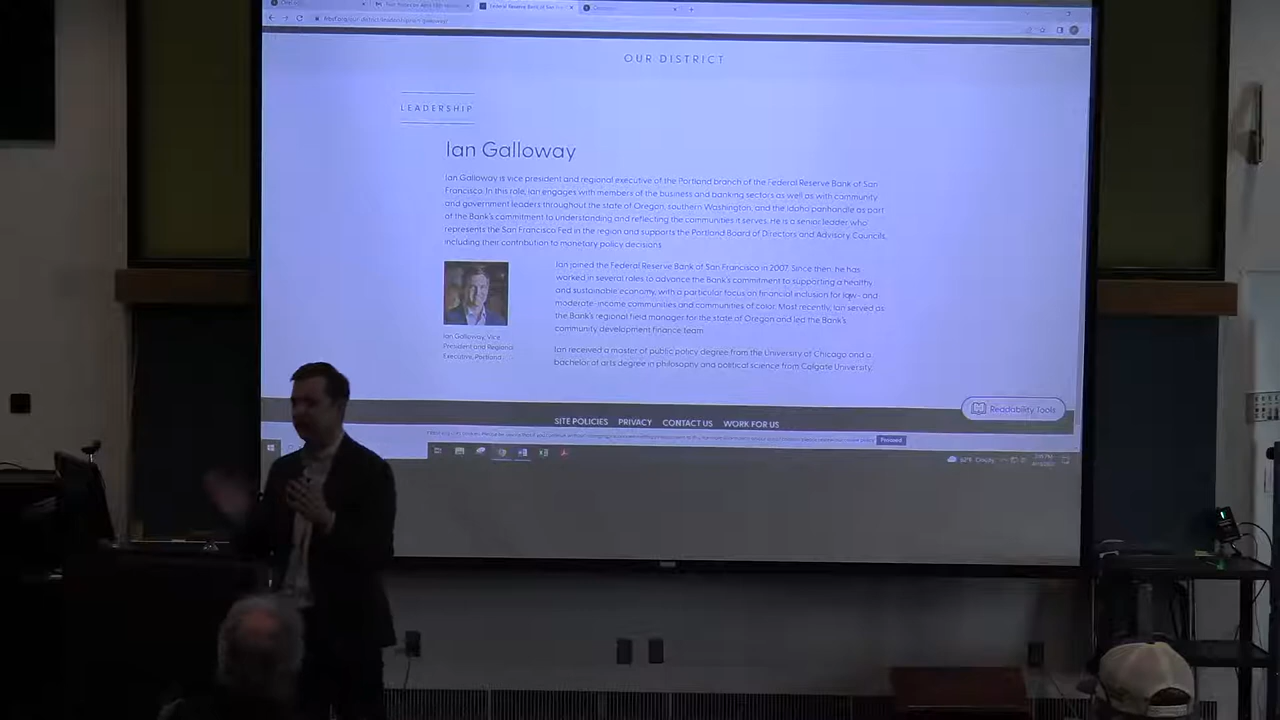 Federal Reserve Bank of San
OUR DISTRICT
LEADERSHIP
Ian Galloway
Ian Galloway is vice president and regional executive of the Portland branch of the Federal Reserve Bank of San
Francisco. In this role, Ian engages with members of the business and banking sectors as well as with community
and government leaders throughout the state of Oregon, southern Washington, and the Idaho panhandle as part
of the Bank's commitment to understanding and reflecting the communities it serves. He is a senior leader who
represents the San Francisco Fed in the region and supports the Portland Board of Directors and Advisory Councils,
including their contribution to monetary policy decisions.
Ian joined the Federal Reserve Bank of San Francisco in 2007. Since then, he has
worked in several roles to advance the Bank's commitment to supporting a healthy
and sustainable economy, with a particular focus on financial inclusion for low- and
moderate-income communities and communities of color. Most recently, Ian served as
the Bank's regional field manager for the state of Oregon and led the Bank's
community development finance team.
Ian Galloway, Vice
President and Regional
Executive, Portland
Ian received a master of public policy degree from the University of Chicago and a
bachelor of arts degree in philosophy and political science from Colgate University.
Readability Tools
SITE POLICIES PRIVACY CONTACT US WORK FOR US
Proceed